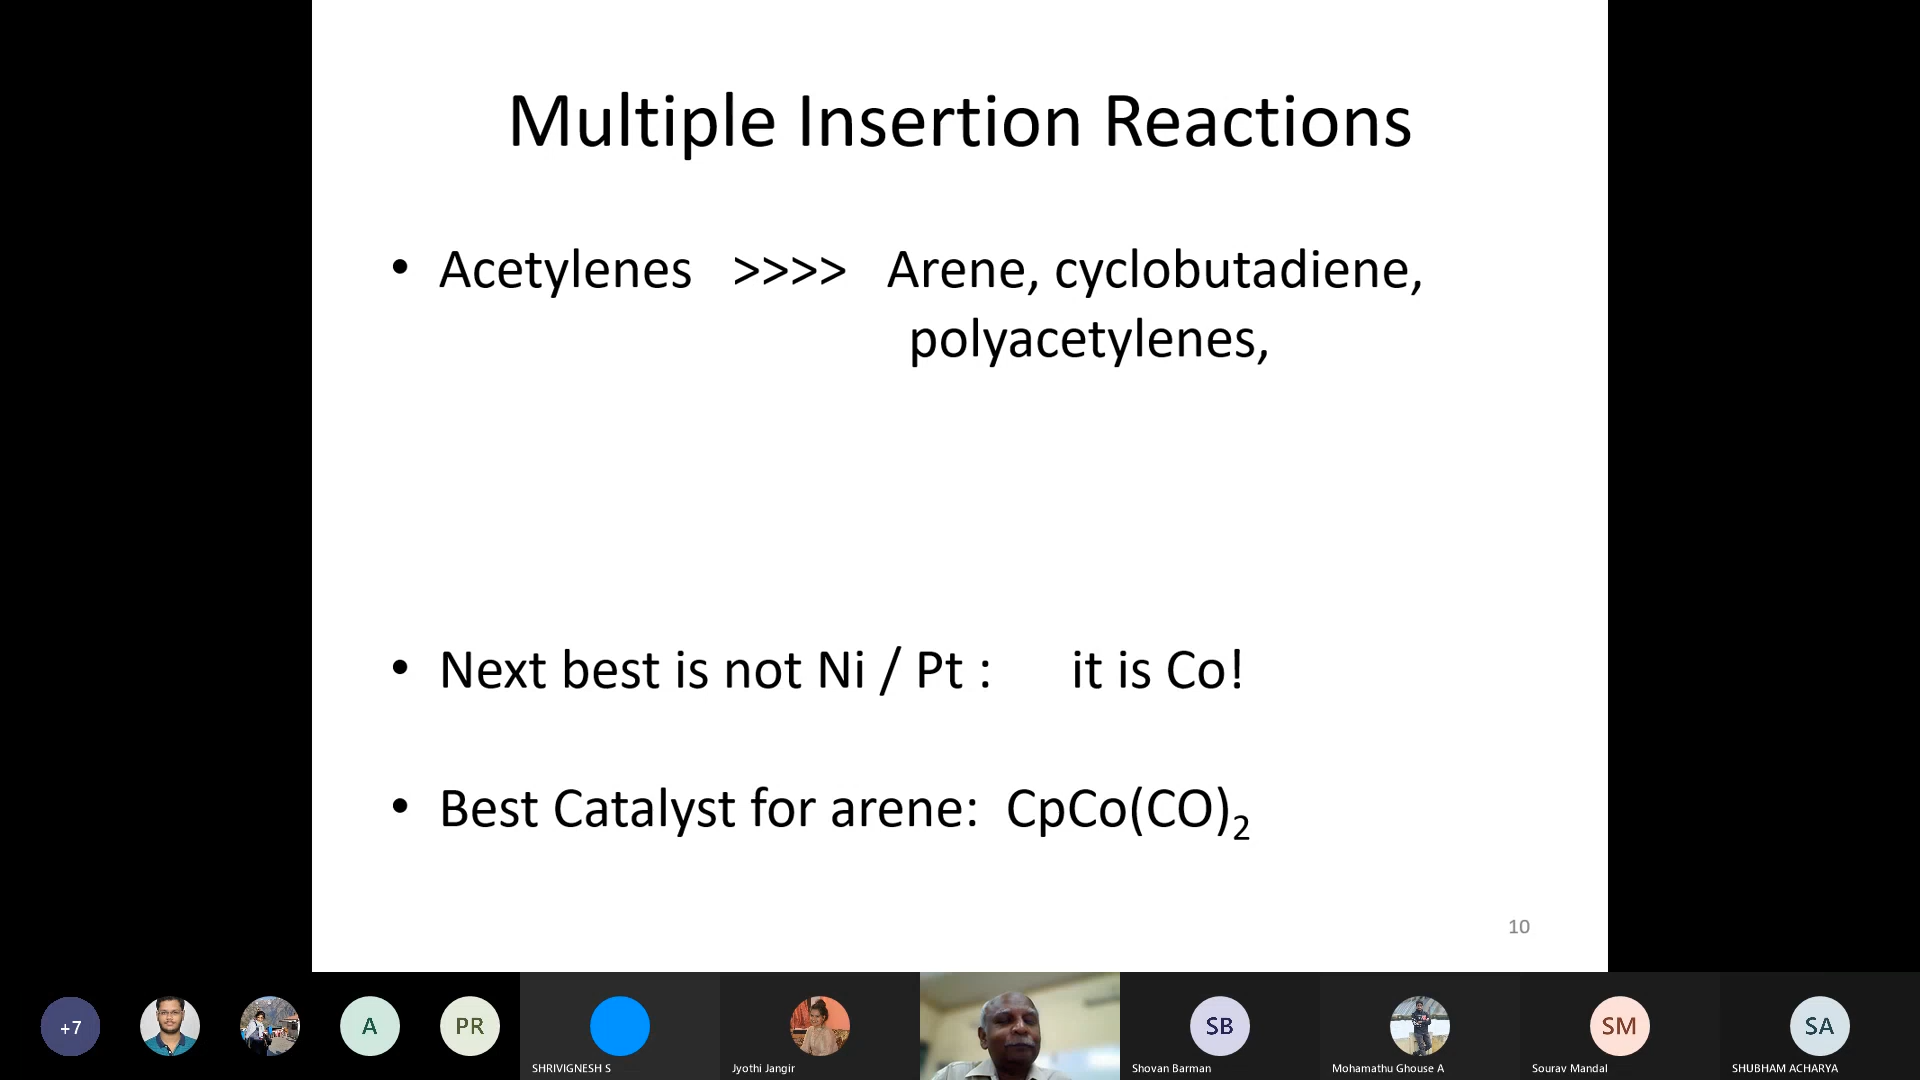 Multiple Insertion Reactions
• Acetylenes >>>> Arene, cyclobutadiene,
polyacetylenes,
• Next best is not Ni / Pt : it is Co!
• Best Catalyst for arene: CpCo(CO)₂
10
+7
A
PR
SB
SM
SA
SHRIVIGNESH S
Jyothi Jangir
Shovan Barman
Mohamathu Ghouse A
Sourav Mandal
SHUBHAM ACHARYA